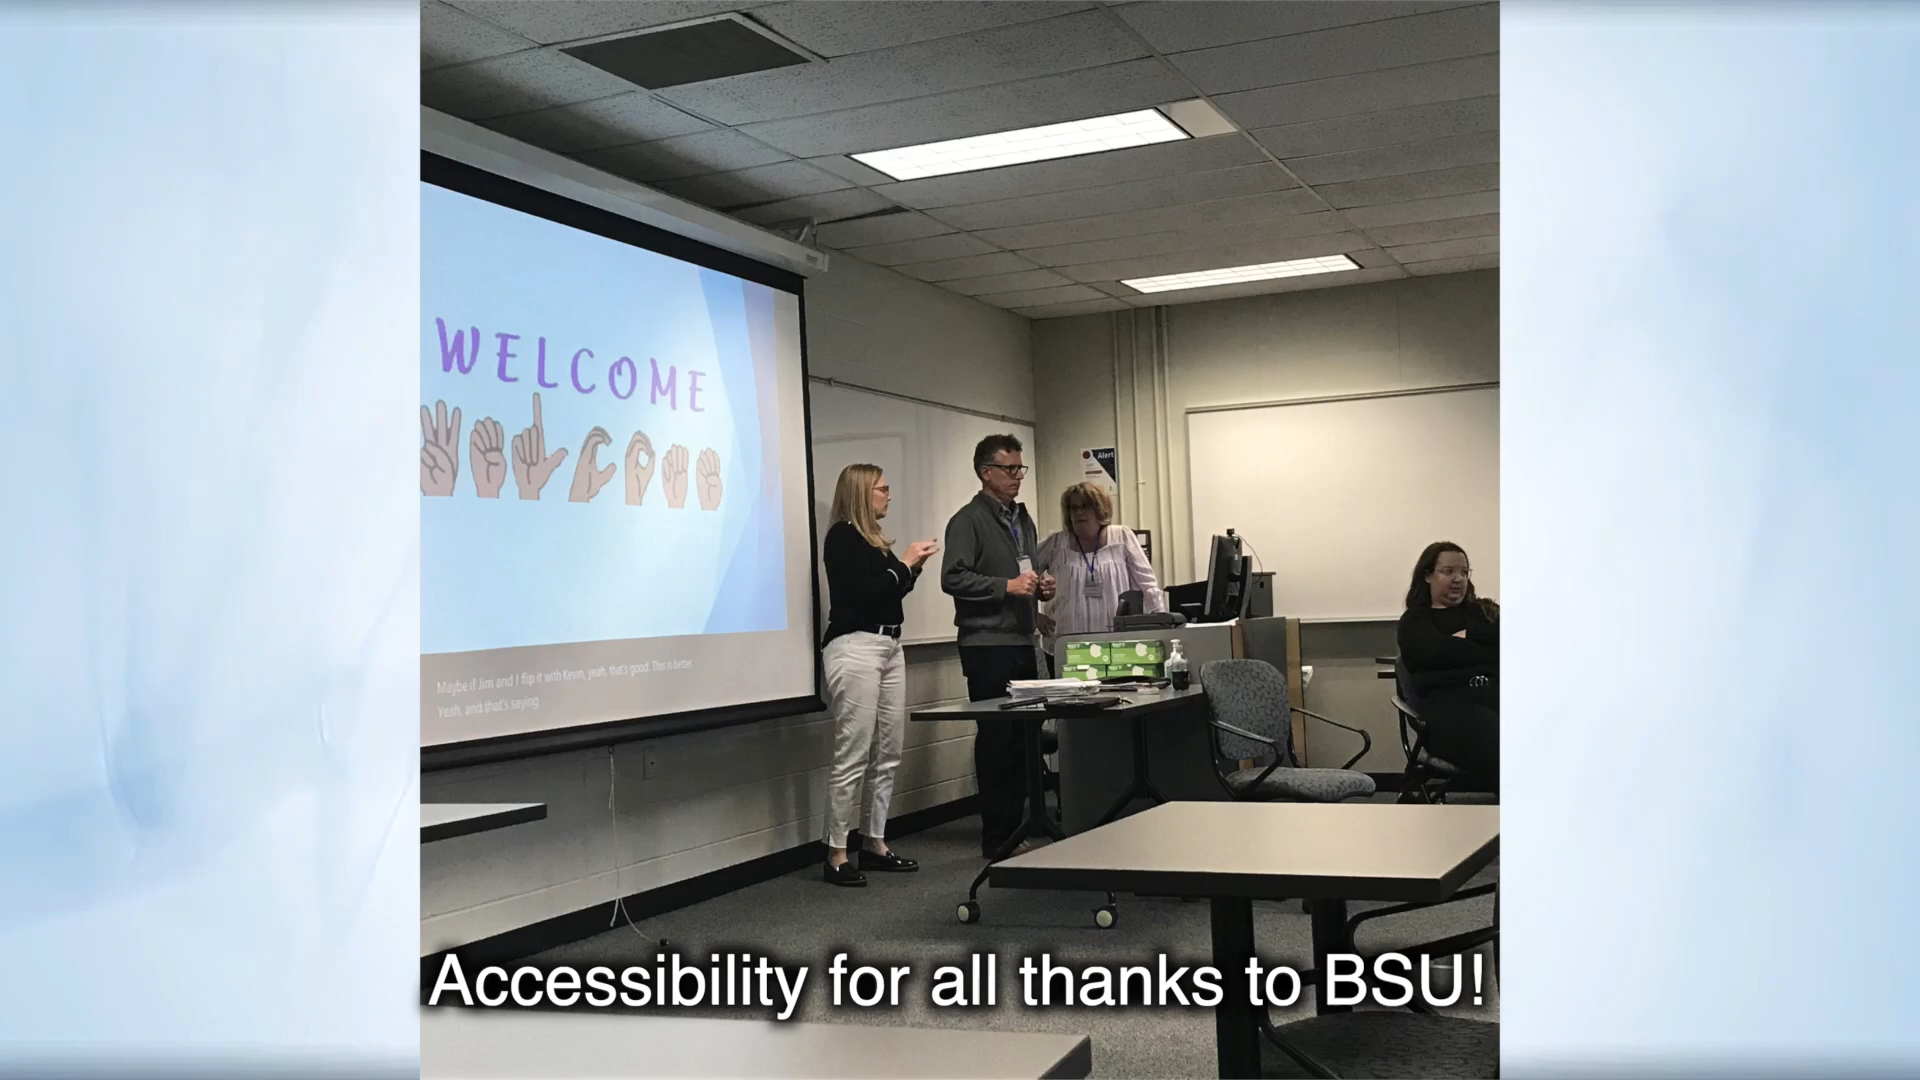 WELCOME
Alert
Maybe if Jim and I flip it with Kevin, yeah, that's good. This is better
Yeah, and that's saying
Accessibility for all thanks to BSU!